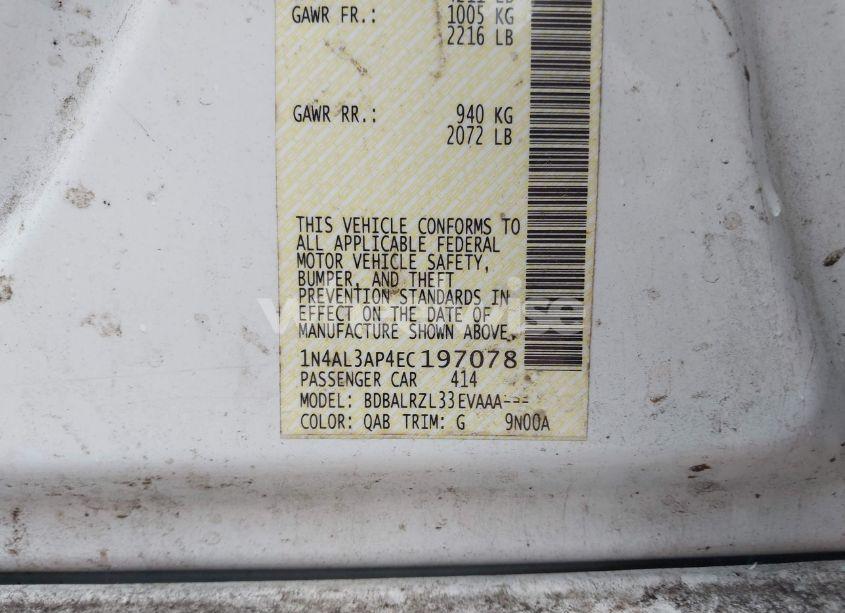 GAWR FR.: 1005 KG
2216 LB
GAWR RR.: 940 KG
2072 LB
THIS VEHICLE CONFORMS TO
ALL APPLICABLE FEDERAL
MOTOR VEHICLE SAFETY,
BUMPER, AND THEFT
PREVENTION STANDARDS IN
EFFECT ON THE DATE OF
MANUFACTURE SHOWN ABOVE.
1N4AL3AP4EC197078
PASSENGER CAR 414
MODEL: BDBALRZL33EVAAA---
COLOR: QAB TRIM: G 9N00A